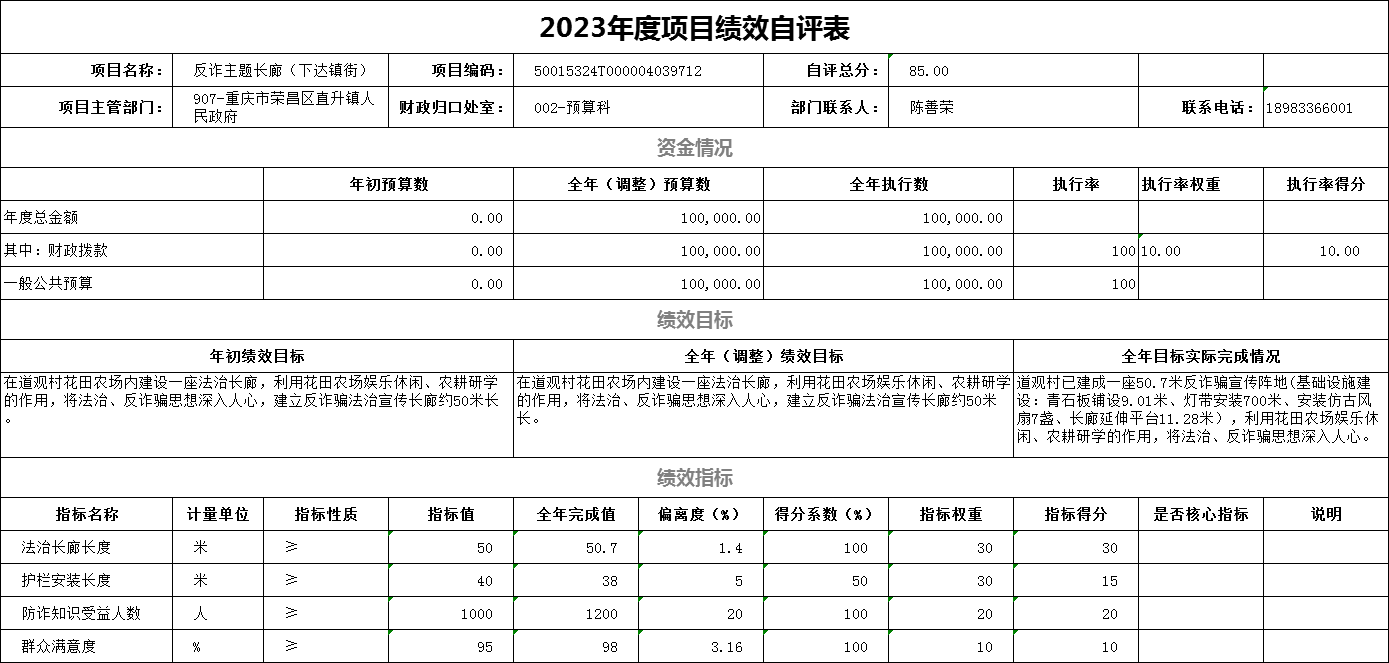 2023年度项目绩效自评表
项目名称： 反诈主题长廊（下达镇街） 项目编码： 50015324T000004039712 自评总分： 85.00
项目主管部门： 907-重庆市荣昌区直升镇人民政府 财政归口处室： 002-预算科 部门联系人： 陈善荣 联系电话： 18983366001
资金情况
年初预算数 全年（调整）预算数 全年执行数 执行率 执行率权重 执行率得分
年度总金额 0.00 100,000.00 100,000.00
其中：财政拨款 0.00 100,000.00 100,000.00 100 10.00 10.00
一般公共预算 0.00 100,000.00 100,000.00 100
绩效目标
年初绩效目标 全年（调整）绩效目标 全年目标实际完成情况
在道观村花田农场内建设一座法治长廊，利用花田农场娱乐休闲、农耕研学
的作用，将法治、反诈骗思想深入人心，建立反诈骗法治宣传长廊约50米长
。
在道观村花田农场内建设一座法治长廊，利用花田农场娱乐休闲、农耕研学
的作用，将法治、反诈骗思想深入人心，建立反诈骗法治宣传长廊约50米
长。
道观村已建成一座50.7米反诈骗宣传阵地(基础设施建
设：青石板铺设9.01米、灯带安装700米、安装仿古风
扇7盏、长廊延伸平台11.28米），利用花田农场娱乐休
闲、农耕研学的作用，将法治、反诈骗思想深入人心。
绩效指标
指标名称 计量单位 指标性质 指标值 全年完成值 偏离度（%） 得分系数（%） 指标权重 指标得分 是否核心指标 说明
法治长廊长度 米 ≥ 50 50.7 1.4 100 30 30
护栏安装长度 米 ≥ 40 38 5 50 30 15
防诈知识受益人数 人 ≥ 1000 1200 20 100 20 20
群众满意度 % ≥ 95 98 3.16 100 10 10